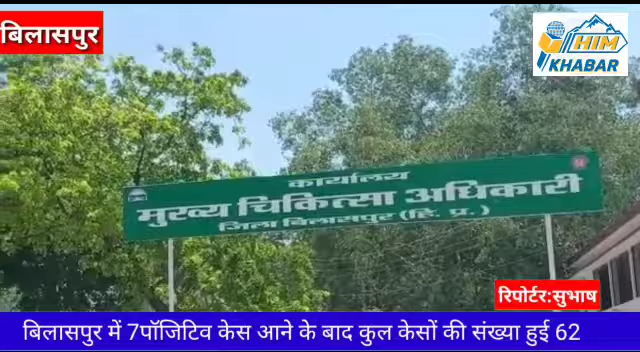 बिलासपुर
HIM
KHABAR
कार्यालय
मुख्य चिकित्सा अधिकारी
जिला बिलासपुर (हि. प्र.)
रिपोर्टर:सुभाष
बिलासपुर में 7पॉजिटिव केस आने के बाद कुल केसों की संख्या हुई 62